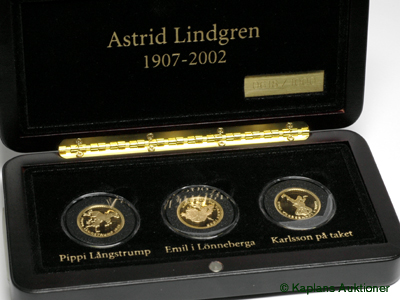 Astrid Lindgren
1907-2002
Pippi Långstrump
Emil i Lönneberga
Karlsson på taket
© Kaplans Auktioner